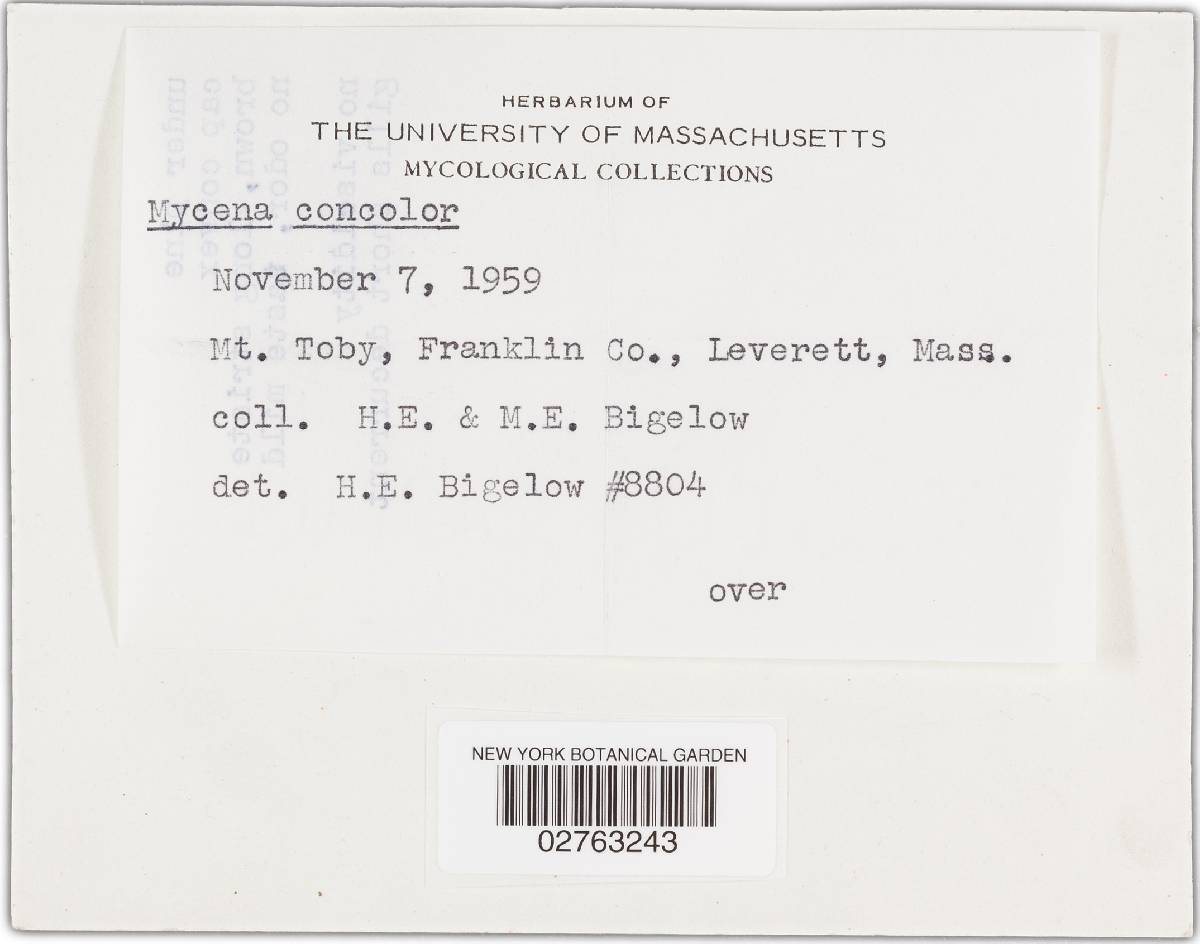 HERBARIUM OF
THE UNIVERSITY OF MASSACHUSETTS
MYCOLOGICAL COLLECTIONS
Mycena concolor
November 7, 1959
Mt. Toby, Franklin Co., Leverett, Mass.
coll. H.E. & M.E. Bigelow
det. H.E. Bigelow #8804
over
NEW YORK BOTANICAL GARDEN
02763243